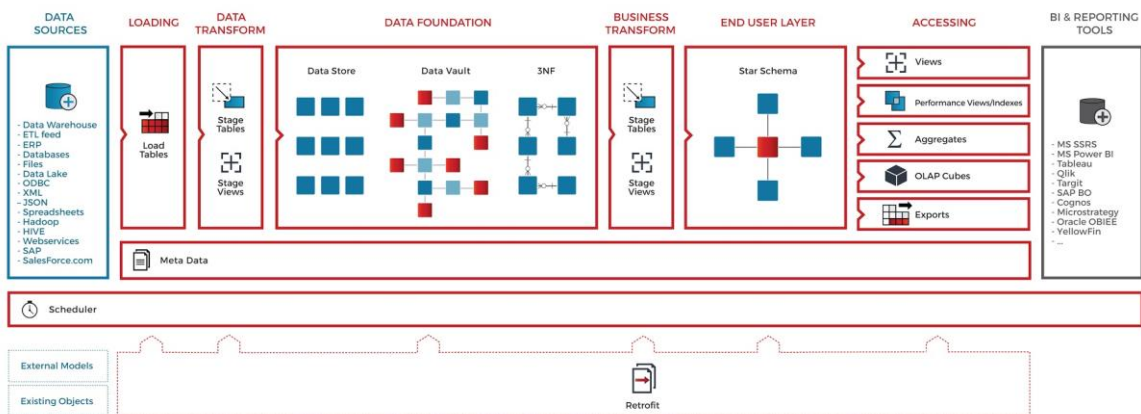 DATA
SOURCES
LOADING
DATA
TRANSFORM
DATA FOUNDATION
BUSINESS
TRANSFORM
END USER LAYER
ACCESSING
BI & REPORTING
TOOLS
- Data Warehouse
- ETL feed
- ERP
- Databases
- Files
- Data Lake
- ODBC
- XML
- JSON
- Spreadsheets
- Hadoop
- HIVE
- Webservices
- SAP
- SalesForce.com
Load
Tables
Stage
Tables
Stage
Views
Data Store
Data Vault
3NF
Stage
Tables
Stage
Views
Star Schema
Views
Performance Views/Indexes
Aggregates
OLAP Cubes
Exports
- MS SSRS
- MS Power BI
- Tableau
- Qlik
- Targit
- SAP BO
- Cognos
- Microstrategy
- Oracle OBIEE
- YellowFin
- ...
Meta Data
Scheduler
External Models
Existing Objects
Retrofit